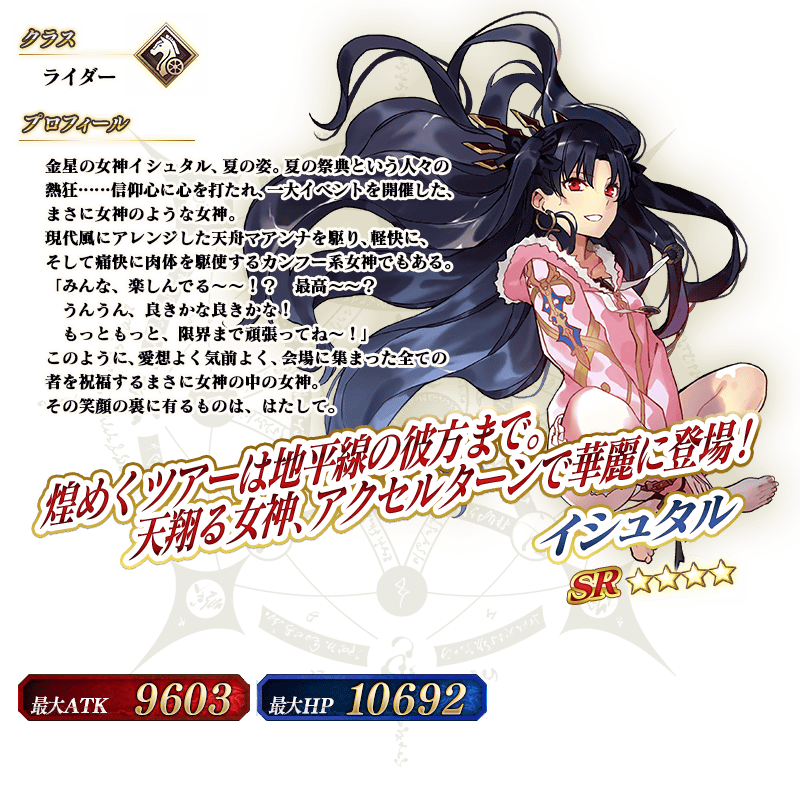 クラス
ライダー
プロフィール
金星の女神イシュタル、夏の姿。夏の祭典という人々の
熱狂……信仰心に心を打たれ、一大イベントを開催した、
まさに女神のような女神。
現代風にアレンジした天舟マアンナを駆り、軽快に、
そして痛快に肉体を駆使するカンフー系女神でもある。
「みんな、楽しんでる～～！？　最高～～？
うんうん、良きかな良きかな！
もっともっと、限界まで頑張ってね～！」
このように、愛想よく気前よく、会場に集まった全ての
者を祝福するまさに女神の中の女神。
その笑顔の裏に有るものは、はたして。
煌めくツアーは地平線の彼方まで。
天翔る女神、アクセルターンで華麗に登場！
イシュタル
SR
最大ATK 9603
最大HP 10692